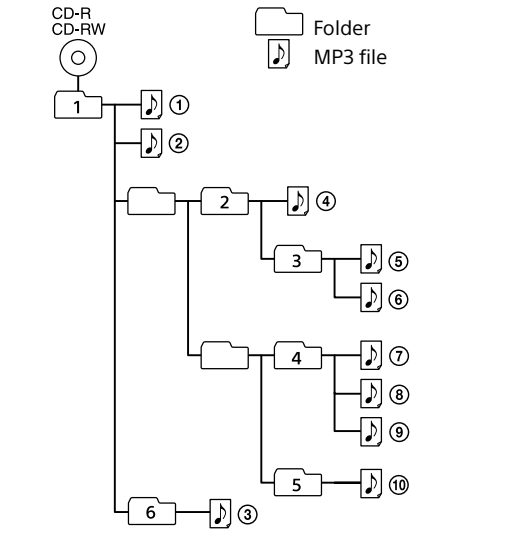 CD-R
CD-RW
Folder
MP3 file
1 ①
②
2 ④
3 ⑤
⑥
4 ⑦
⑧
⑨
5 ⑩
6 ③